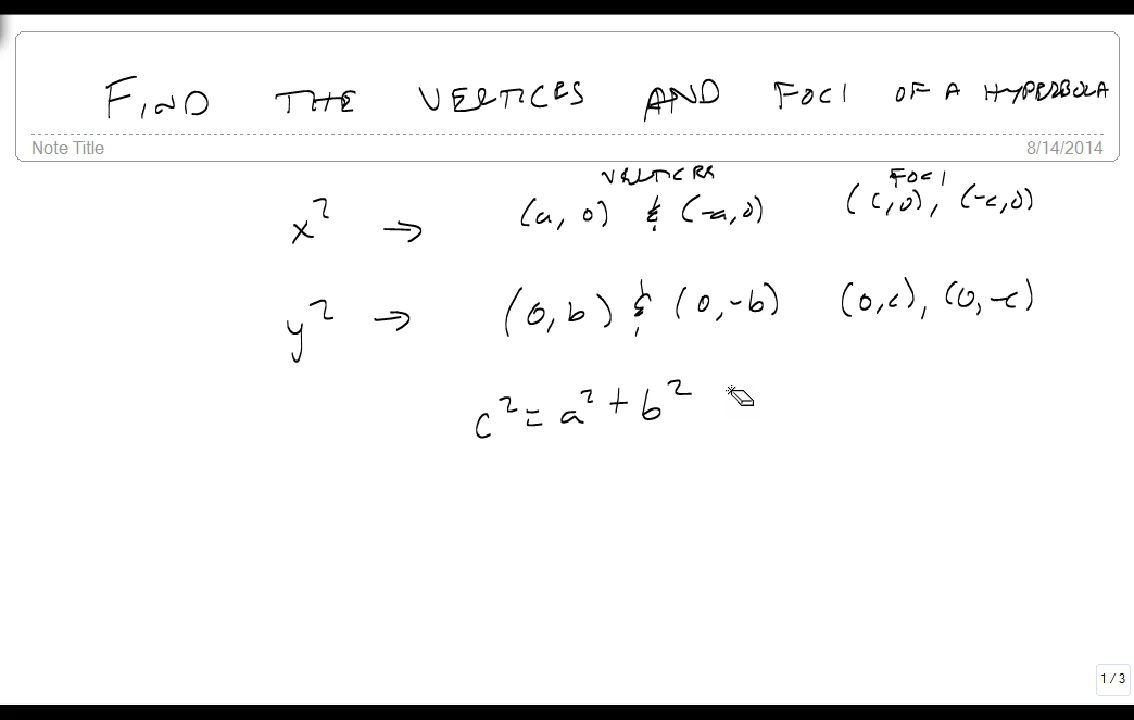 FIND THE VERTICES AND FOCI OF A HYPERBOLA
Note Title 8/14/2014
VERTICES FOCI
x² → (a, 0) & (-a, 0) (c, 0), (-c, 0)
y² → (0, b) & (0, -b) (0, c), (0, -c)
c² = a² + b²
1 / 3